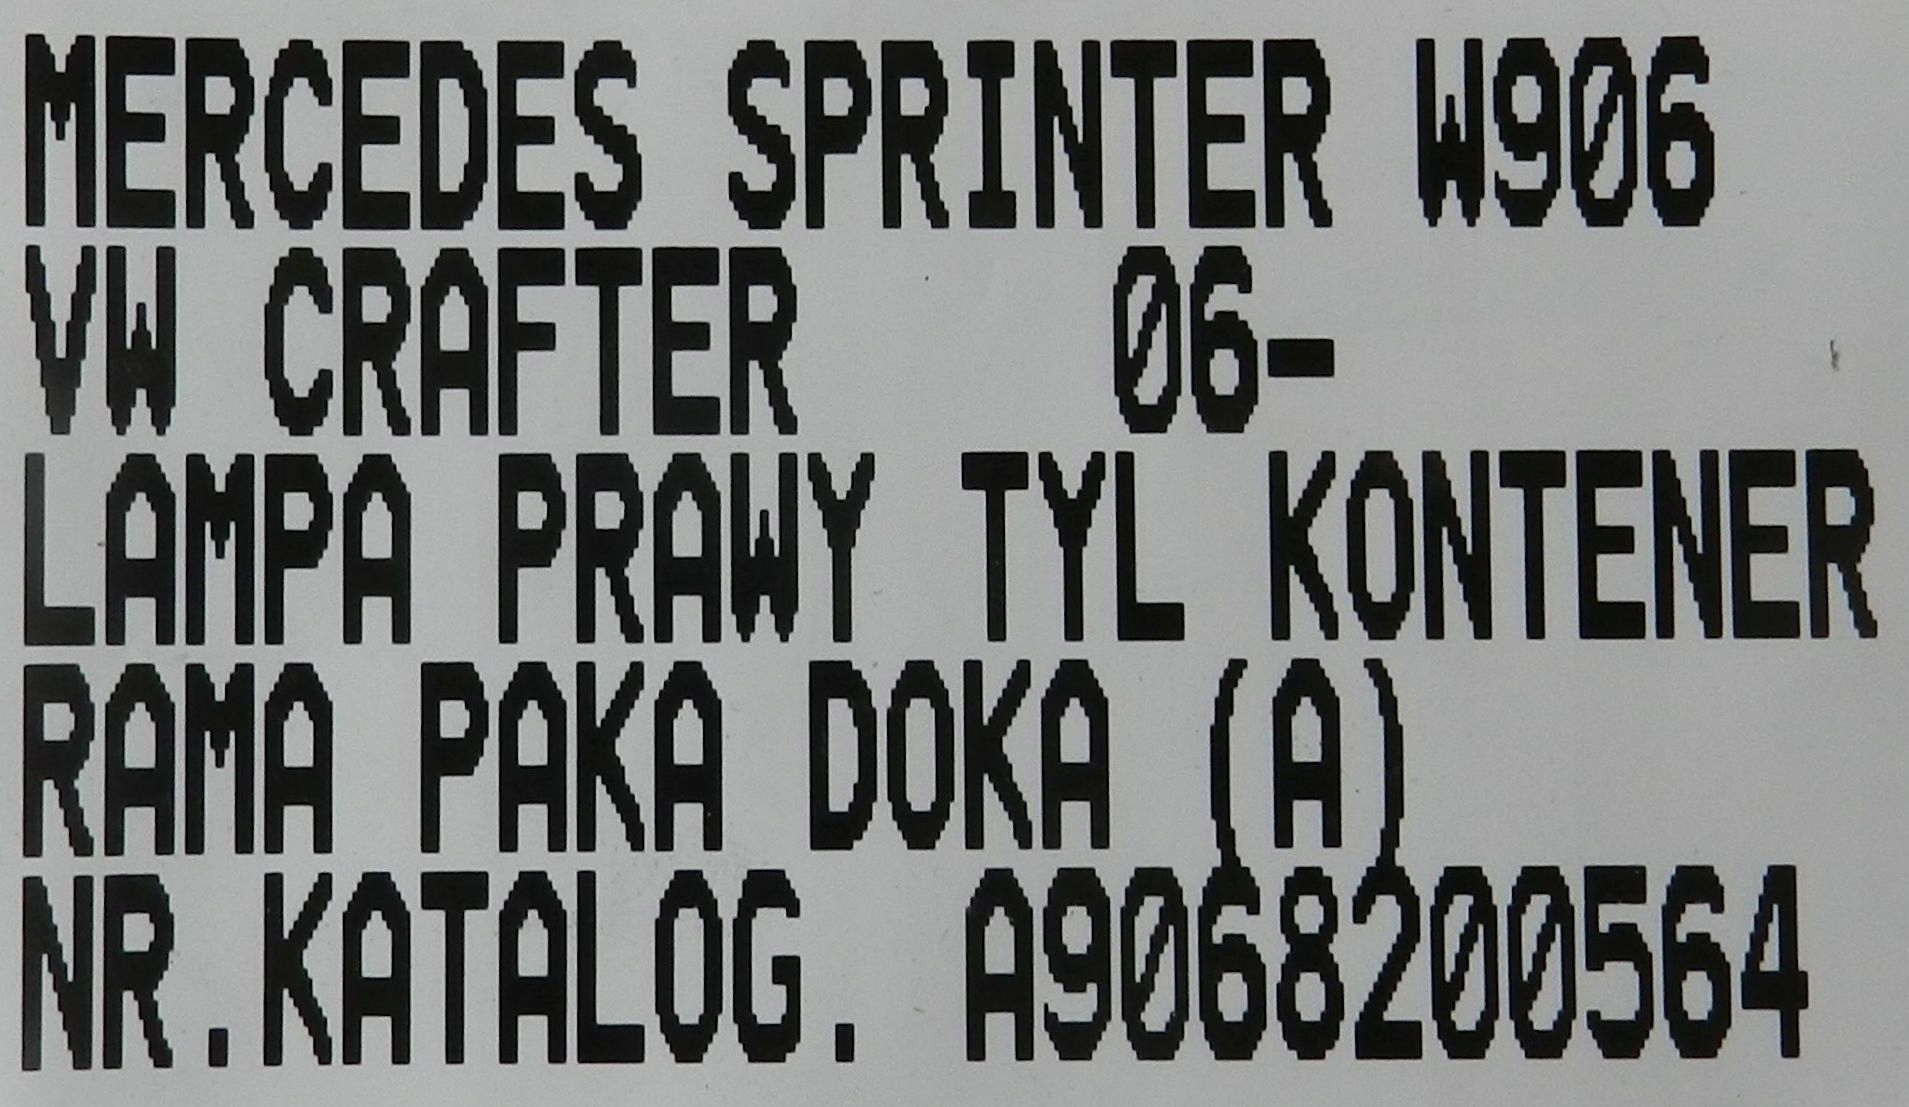 MERCEDES SPRINTER W906
VW CRAFTER 06-
LAMPA PRAWY TYL KONTENER
RAMA PAKA DOKA (A)
NR.KATALOG. A9068200564